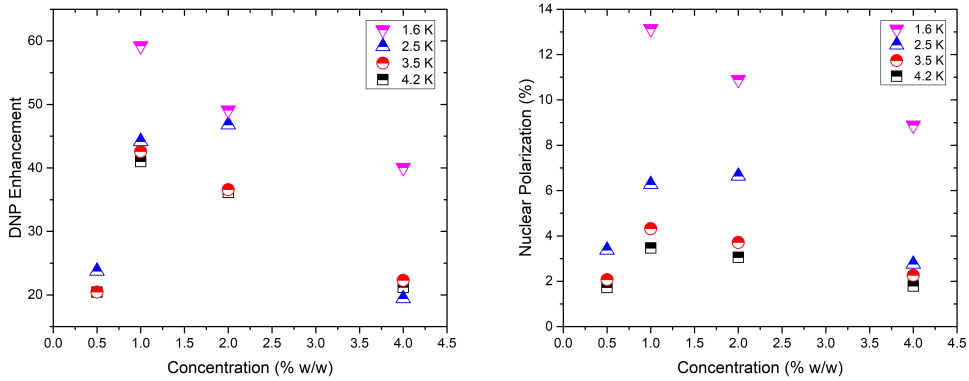 60
50
40
30
20
DNP Enhancement
1.6 K
2.5 K
3.5 K
4.2 K
0.0 0.5 1.0 1.5 2.0 2.5 3.0 3.5 4.0 4.5
Concentration (% w/w)
14
12
10
8
6
4
2
0
Nuclear Polarization (%)
1.6 K
2.5 K
3.5 K
4.2 K
0.0 0.5 1.0 1.5 2.0 2.5 3.0 3.5 4.0 4.5
Concentration (% w/w)